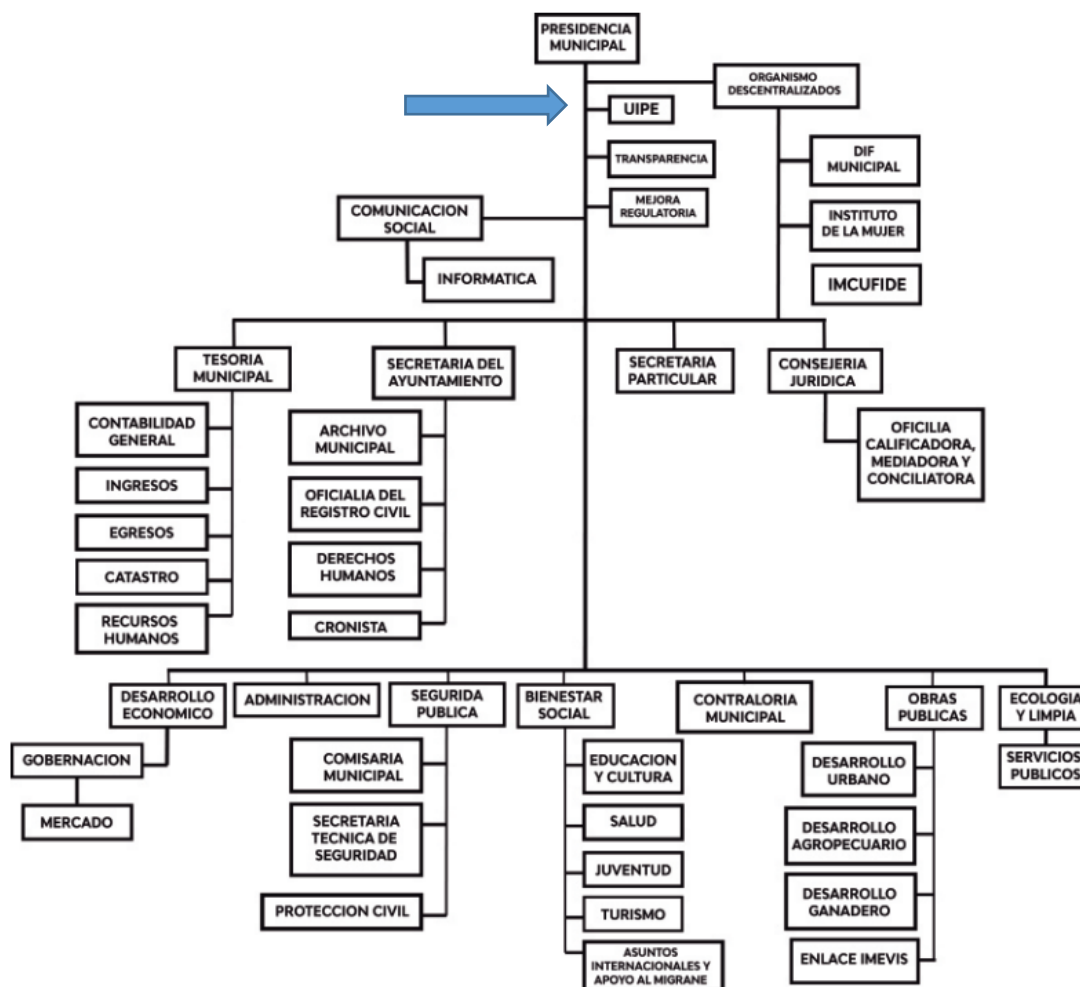 PRESIDENCIA
MUNICIPAL
ORGANISMO
DESCENTRALIZADOS
UIPE
TRANSPARENCIA
MEJORA
REGULATORIA
DIF
MUNICIPAL
INSTITUTO
DE LA MUJER
IMCUFIDE
COMUNICACION
SOCIAL
INFORMATICA
TESORIA
MUNICIPAL
SECRETARIA DEL
AYUNTAMIENTO
SECRETARIA
PARTICULAR
CONSEJERIA
JURIDICA
CONTABILIDAD
GENERAL
INGRESOS
EGRESOS
CATASTRO
RECURSOS
HUMANOS
ARCHIVO
MUNICIPAL
OFICIALIA DEL
REGISTRO CIVIL
DERECHOS
HUMANOS
CRONISTA
OFICILIA
CALIFICADORA,
MEDIADORA Y
CONCILIATORA
DESARROLLO
ECONOMICO
ADMINISTRACION
SEGURIDA
PUBLICA
BIENESTAR
SOCIAL
CONTRALORIA
MUNICIPAL
OBRAS
PUBLICAS
ECOLOGIA
Y LIMPIA
GOBERNACION
MERCADO
COMISARIA
MUNICIPAL
SECRETARIA
TECNICA DE
SEGURIDAD
PROTECCION CIVIL
EDUCACION
Y CULTURA
SALUD
JUVENTUD
TURISMO
ASUNTOS
INTERNACIONALES Y
APOYO AL MIGRANE
DESARROLLO
URBANO
DESARROLLO
AGROPECUARIO
DESARROLLO
GANADERO
ENLACE IMEVIS
SERVICIOS
PUBLICOS